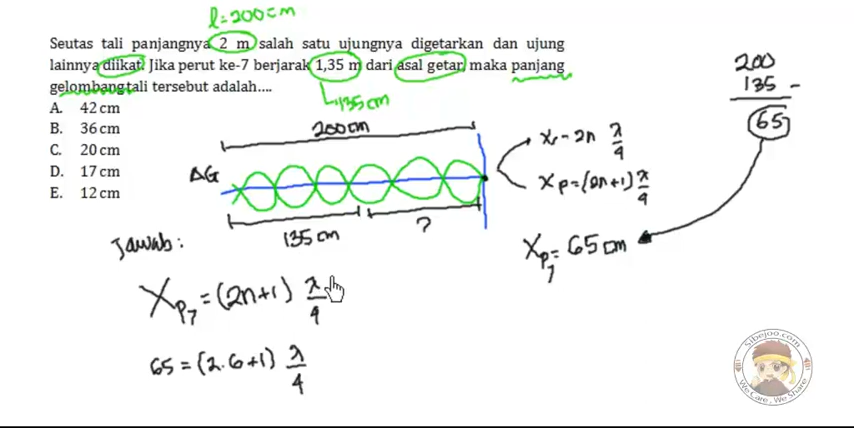 l = 200 cm
Seutas tali panjangnya 2 m salah satu ujungnya digetarkan dan ujung
lainnya diikat. Jika perut ke-7 berjarak 1,35 m dari asal getar, maka panjang
gelombang tali tersebut adalah....
135 cm
A. 42 cm
B. 36 cm
C. 20 cm
D. 17 cm
E. 12 cm
200
135 -
65
200 cm
AG
135 cm
?
Xs = 2n λ/4
Xp = (2n+1) λ/4
Xp7 = 65 cm
Jawab :
Xp7 = (2n+1) λ/4
65 = (2.6+1) λ/4
Sibejoo.com
We Care, We Share